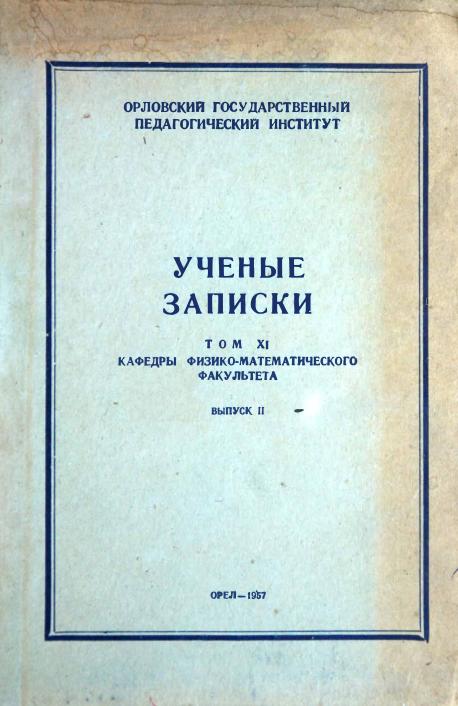 ОРЛОВСКИЙ ГОСУДАРСТВЕННЫЙ
ПЕДАГОГИЧЕСКИЙ ИНСТИТУТ
УЧЕНЫЕ
ЗАПИСКИ
ТОМ XI
КАФЕДРЫ ФИЗИКО-МАТЕМАТИЧЕСКОГО
ФАКУЛЬТЕТА
ВЫПУСК II
ОРЕЛ—1957